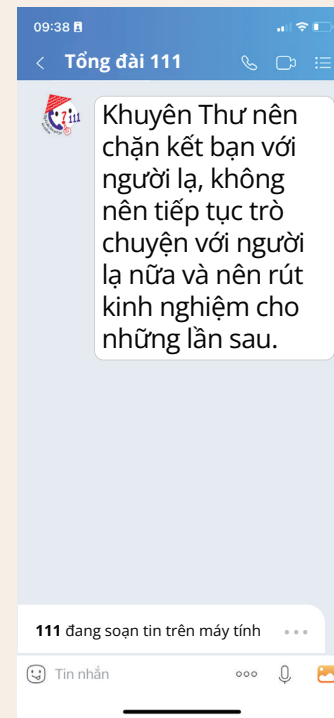 09:38
Tổng đài 111
Khuyên Thư nên
chặn kết bạn với
người lạ, không
nên tiếp tục trò
chuyện với người
lạ nữa và nên rút
kinh nghiệm cho
những lần sau.
111 đang soạn tin trên máy tính
Tin nhắn